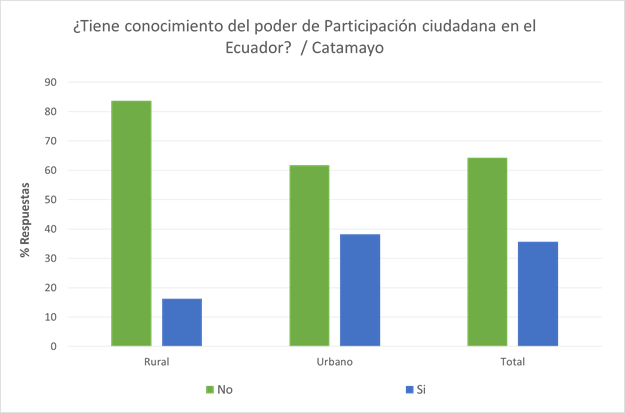 ¿Tiene conocimiento del poder de Participación ciudadana en el
Ecuador?  / Catamayo
% Respuestas
90
80
70
60
50
40
30
20
10
0
Rural Urbano Total
No Si